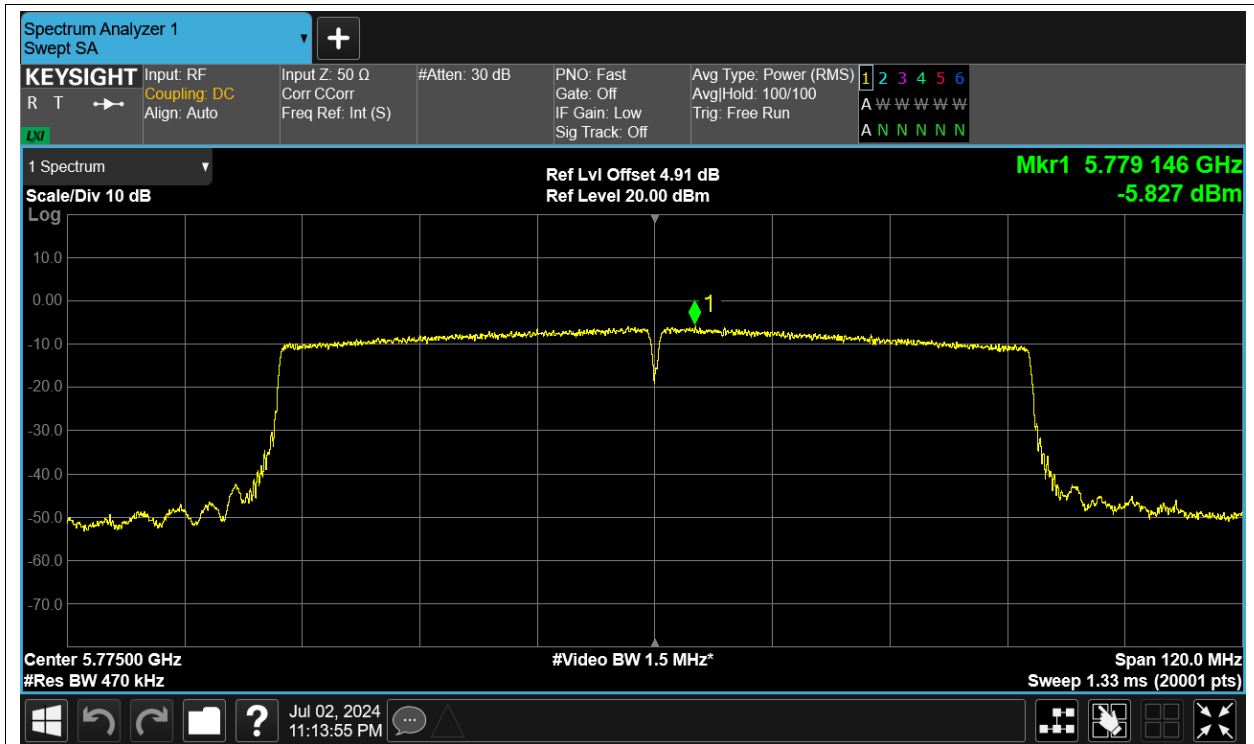 Spectrum Analyzer 1
Swept SA
KEYSIGHT
R T
LXI
Input: RF
Coupling: DC
Align: Auto
Input Z: 50 Ω
Corr CCorr
Freq Ref: Int (S)
#Atten: 30 dB
PNO: Fast
Gate: Off
IF Gain: Low
Sig Track: Off
Avg Type: Power (RMS)
Avg|Hold: 100/100
Trig: Free Run
1 2 3 4 5 6
A W W W W W
A N N N N N
1 Spectrum
Scale/Div 10 dB
Log
Ref Lvl Offset 4.91 dB
Ref Level 20.00 dBm
Mkr1 5.779 146 GHz
-5.827 dBm
1
10.0
0.00
-10.0
-20.0
-30.0
-40.0
-50.0
-60.0
-70.0
Center 5.77500 GHz
#Res BW 470 kHz
#Video BW 1.5 MHz*
Span 120.0 MHz
Sweep 1.33 ms (20001 pts)
?
Jul 02, 2024
11:13:55 PM